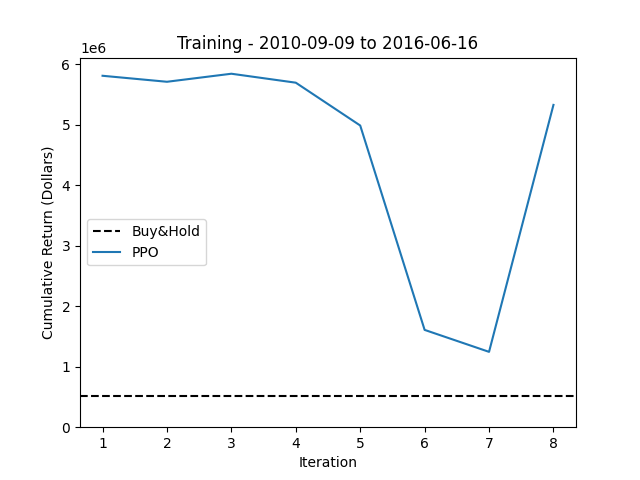 Training - 2010-09-09 to 2016-06-16
1e6
6
5
4
3
2
1
0
Cumulative Return (Dollars)
Buy&Hold
PPO
1 2 3 4 5 6 7 8
Iteration